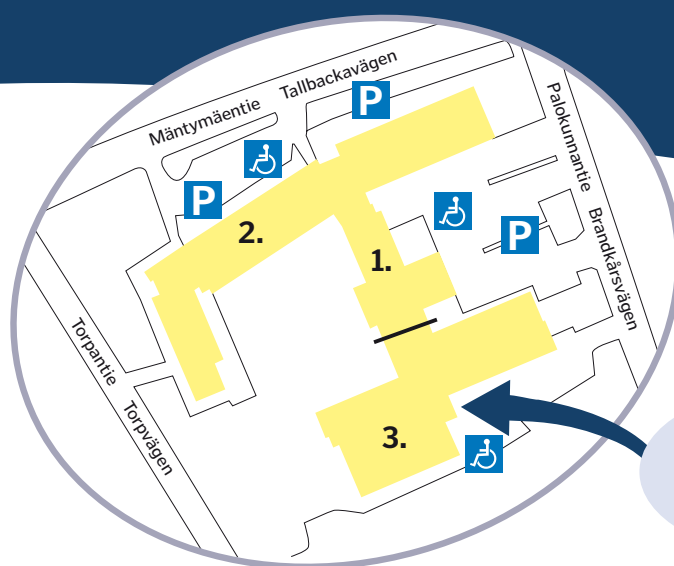 Mäntymäentie Tallbackavägen
P
P
2.
1.
P
Palokunnantie Brandkårsvägen
Torpantie Torpvägen
3.